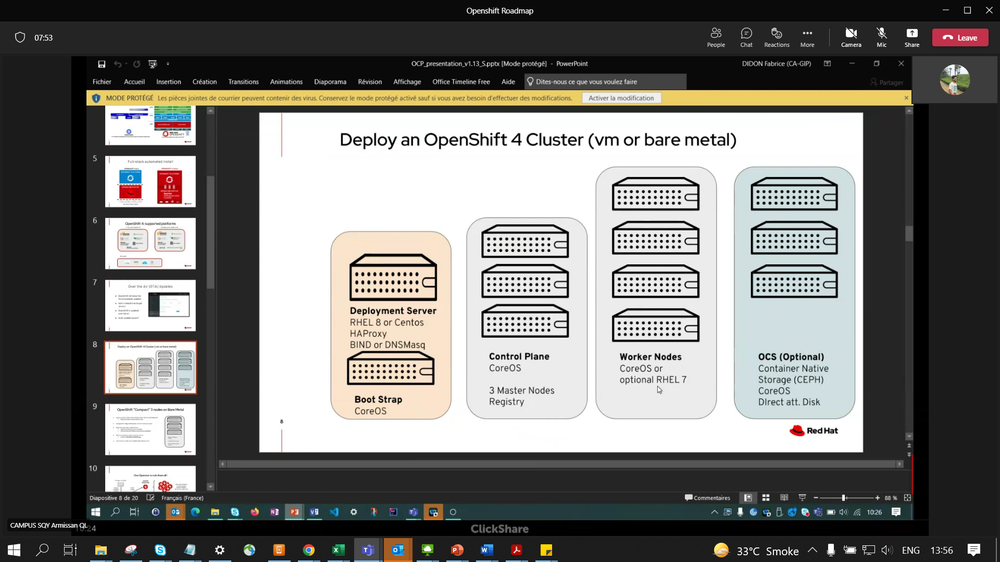 Openshift Roadmap
07:53
People
Chat
Reactions
More
Camera
Mic
Share
Leave
OCP_presentation_v1.13_S.pptx [Mode protégé] - PowerPoint
DIDON Fabrice (CA-GIP)
Fichier Accueil Insertion Création Transitions Animations Diaporama Révision Affichage Office Timeline Free Aide Dites-nous ce que vous voulez faire
Partager
MODE PROTÉGÉ Les pièces jointes de courrier peuvent contenir des virus. Conservez le mode protégé activé sauf si vous avez besoin d'effectuer des modifications.
Activer la modification
5
Full-stack automated install
6
OpenShift 4: supported platforms
7
Over the Air (OTA) Updates
8
Deploy an OpenShift 4 Cluster (vm or bare metal)
9
OpenShift "Compact" 3 nodes on Bare Metal
10
One Operator to rule them all!
Deploy an OpenShift 4 Cluster (vm or bare metal)
Deployment Server
RHEL 8 or Centos
HAProxy
BIND or DNSMasq
Boot Strap
CoreOS
Control Plane
CoreOS
3 Master Nodes
Registry
Worker Nodes
CoreOS or
optional RHEL 7
OCS (Optional)
Container Native
Storage (CEPH)
CoreOS
DIrect att. Disk
8
Red Hat
Diapositive 8 de 20
Français (France)
Commentaires
88 %
10:26
CAMPUS SQY Armissan QL
:24
ClickShare
33°C Smoke
ENG
13:56